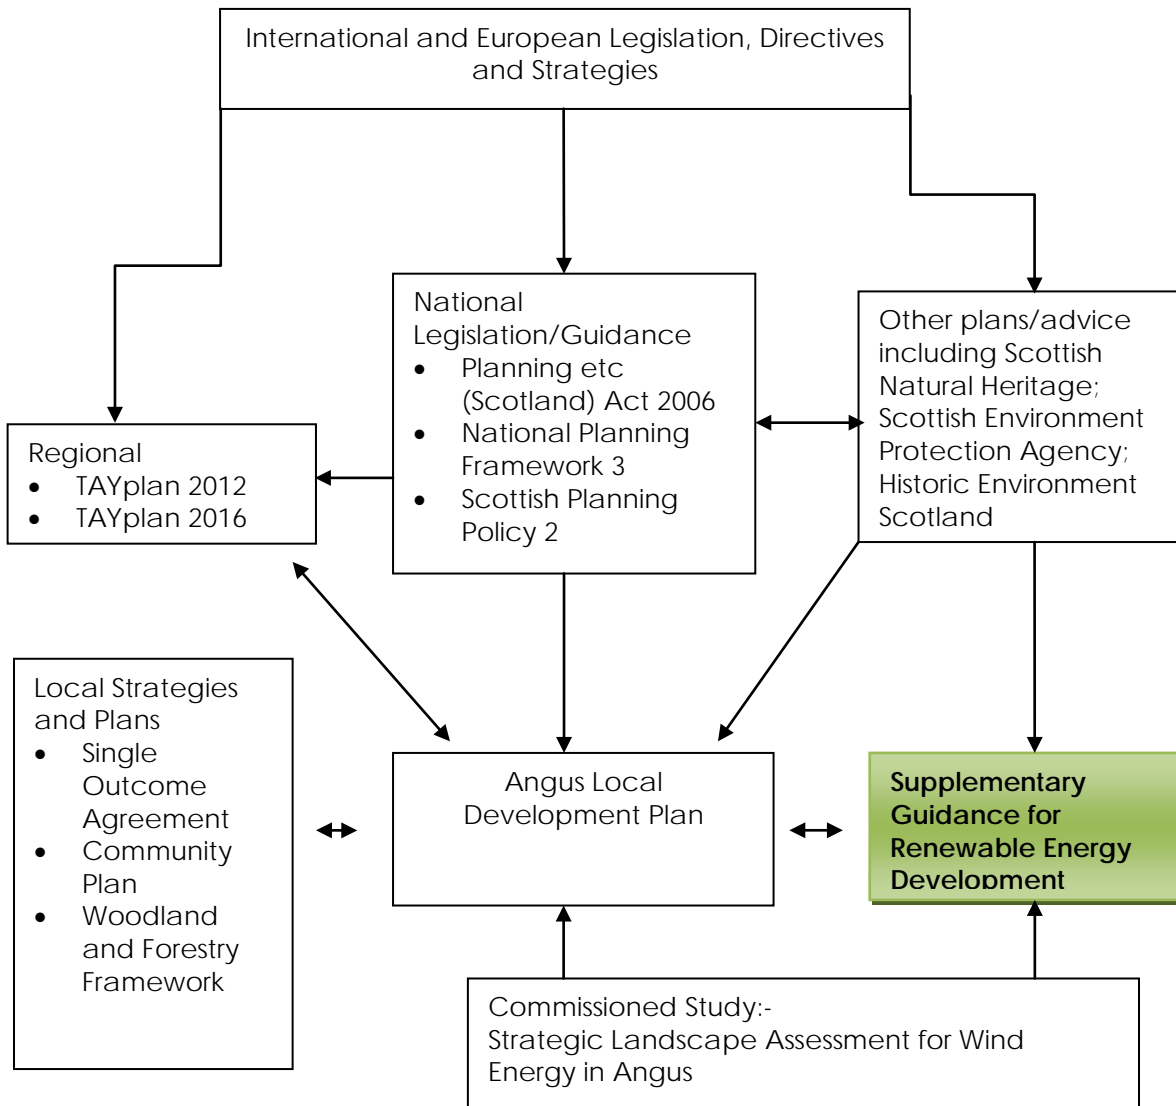 International and European Legislation, Directives
and Strategies
National
Legislation/Guidance
• Planning etc
(Scotland) Act 2006
• National Planning
Framework 3
• Scottish Planning
Policy 2
Other plans/advice
including Scottish
Natural Heritage;
Scottish Environment
Protection Agency;
Historic Environment
Scotland
Regional
• TAYplan 2012
• TAYplan 2016
Local Strategies
and Plans
• Single
Outcome
Agreement
• Community
Plan
• Woodland
and Forestry
Framework
Angus Local
Development Plan
Supplementary
Guidance for
Renewable Energy
Development
Commissioned Study:-
Strategic Landscape Assessment for Wind
Energy in Angus